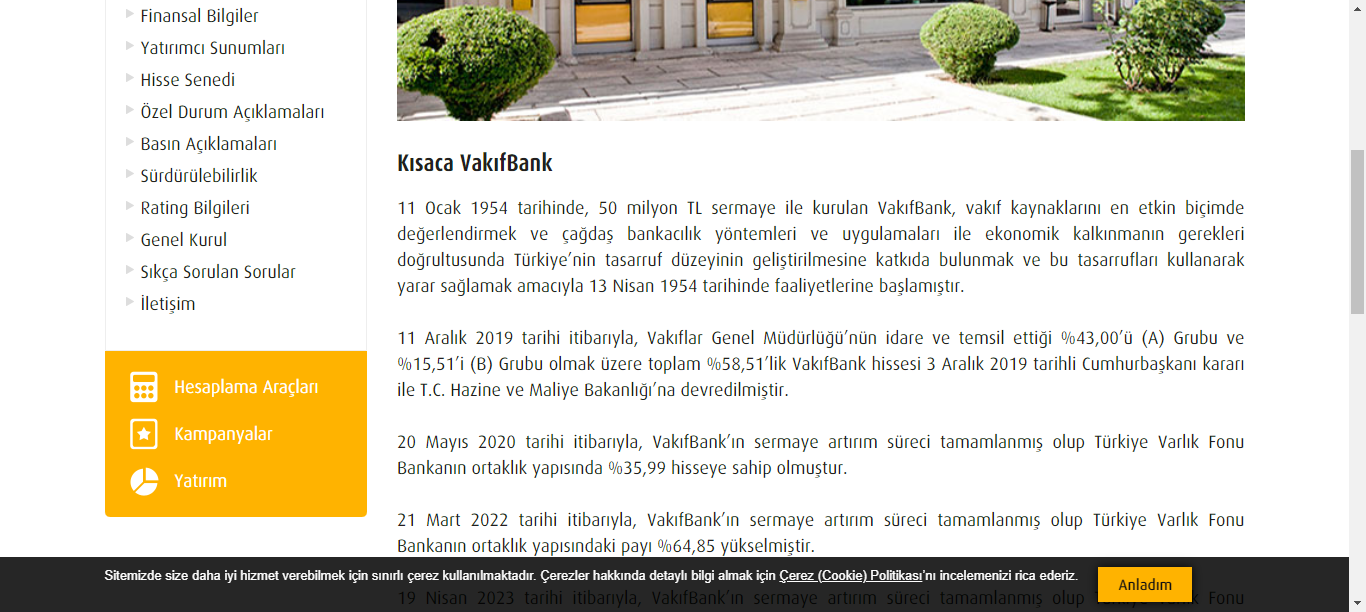 Finansal Bilgiler
Yatırımcı Sunumları
Hisse Senedi
Özel Durum Açıklamaları
Basın Açıklamaları
Sürdürülebilirlik
Rating Bilgileri
Genel Kurul
Sıkça Sorulan Sorular
İletişim
Hesaplama Araçları
Kampanyalar
Yatırım
Kısaca VakıfBank
11 Ocak 1954 tarihinde, 50 milyon TL sermaye ile kurulan VakıfBank, vakıf kaynaklarını en etkin biçimde
değerlendirmek ve çağdaş bankacılık yöntemleri ve uygulamaları ile ekonomik kalkınmanın gerekleri
doğrultusunda Türkiye’nin tasarruf düzeyinin geliştirilmesine katkıda bulunmak ve bu tasarrufları kullanarak
yarar sağlamak amacıyla 13 Nisan 1954 tarihinde faaliyetlerine başlamıştır.
11 Aralık 2019 tarihi itibarıyla, Vakıflar Genel Müdürlüğü’nün idare ve temsil ettiği %43,00’ü (A) Grubu ve
%15,51’i (B) Grubu olmak üzere toplam %58,51’lik VakıfBank hissesi 3 Aralık 2019 tarihli Cumhurbaşkanı kararı
ile T.C. Hazine ve Maliye Bakanlığı’na devredilmiştir.
20 Mayıs 2020 tarihi itibarıyla, VakıfBank’ın sermaye artırım süreci tamamlanmış olup Türkiye Varlık Fonu
Bankanın ortaklık yapısında %35,99 hisseye sahip olmuştur.
21 Mart 2022 tarihi itibarıyla, VakıfBank’ın sermaye artırım süreci tamamlanmış olup Türkiye Varlık Fonu
Bankanın ortaklık yapısındaki payı %64,85 yükselmiştir.
19 Nisan 2023 tarihi itibarıyla, VakıfBank’ın sermaye artırım süreci tamamlanmış olup Türkiye Varlık Fonu
Sitemizde size daha iyi hizmet verebilmek için sınırlı çerez kullanılmaktadır. Çerezler hakkında detaylı bilgi almak için Çerez (Cookie) Politikası'nı incelemenizi rica ederiz.
Anladım